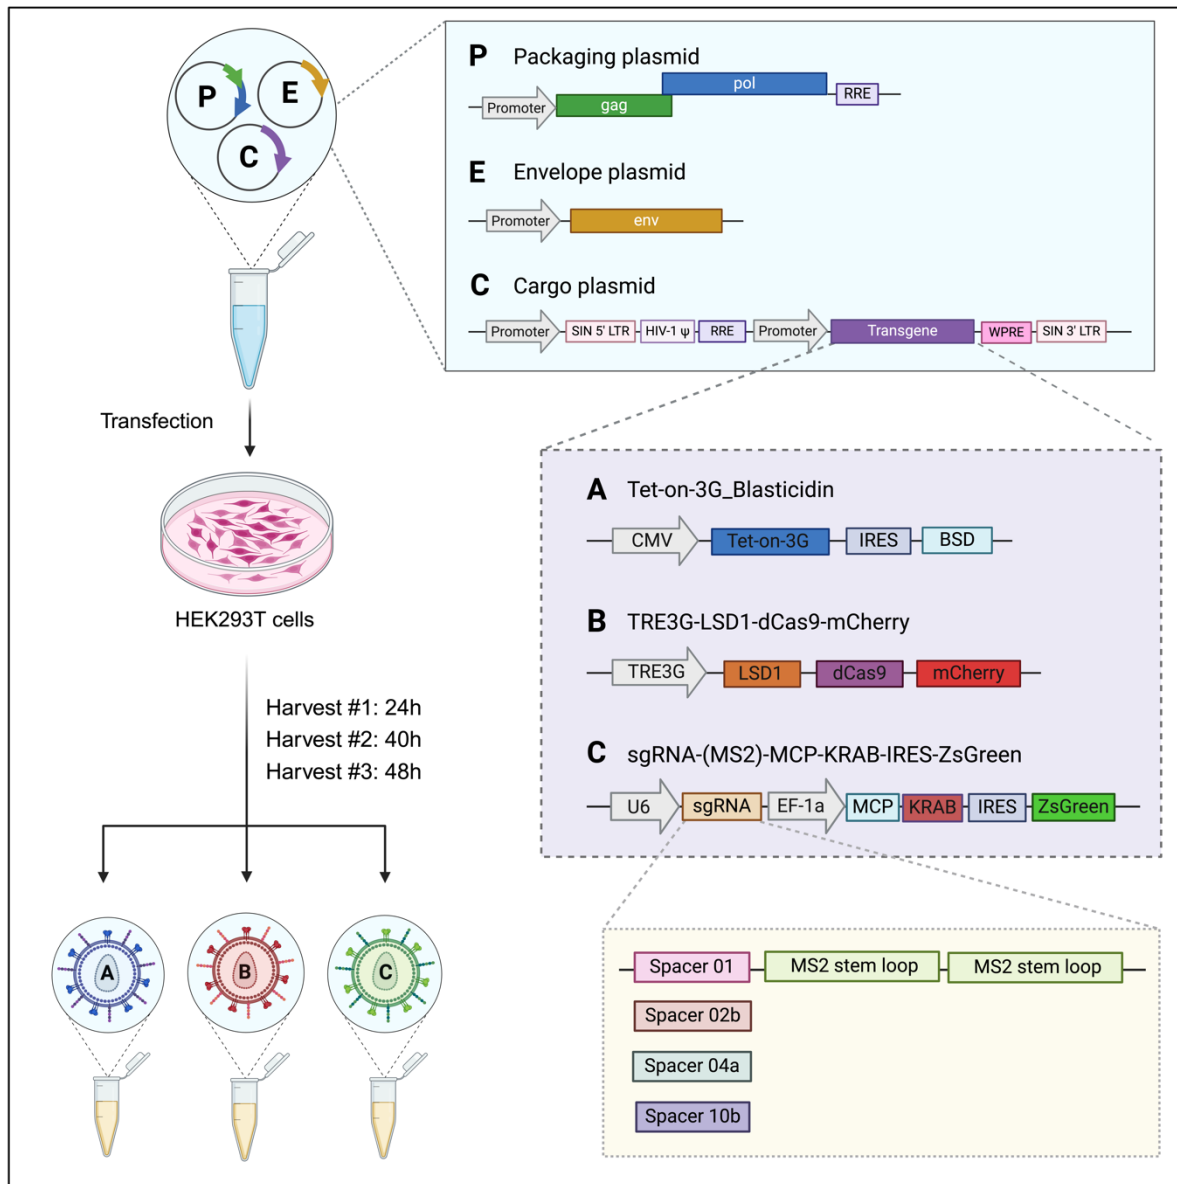 P
E
C
P Packaging plasmid
Promoter gag pol RRE
E Envelope plasmid
Promoter env
C Cargo plasmid
Promoter SIN 5' LTR HIV-1 ψ RRE Promoter Transgene WPRE SIN 3' LTR
Transfection
HEK293T cells
Harvest #1: 24h
Harvest #2: 40h
Harvest #3: 48h
A
B
C
A Tet-on-3G_Blasticidin
CMV Tet-on-3G IRES BSD
B TRE3G-LSD1-dCas9-mCherry
TRE3G LSD1 dCas9 mCherry
C sgRNA-(MS2)-MCP-KRAB-IRES-ZsGreen
U6 sgRNA EF-1a MCP KRAB IRES ZsGreen
Spacer 01 MS2 stem loop MS2 stem loop
Spacer 02b
Spacer 04a
Spacer 10b